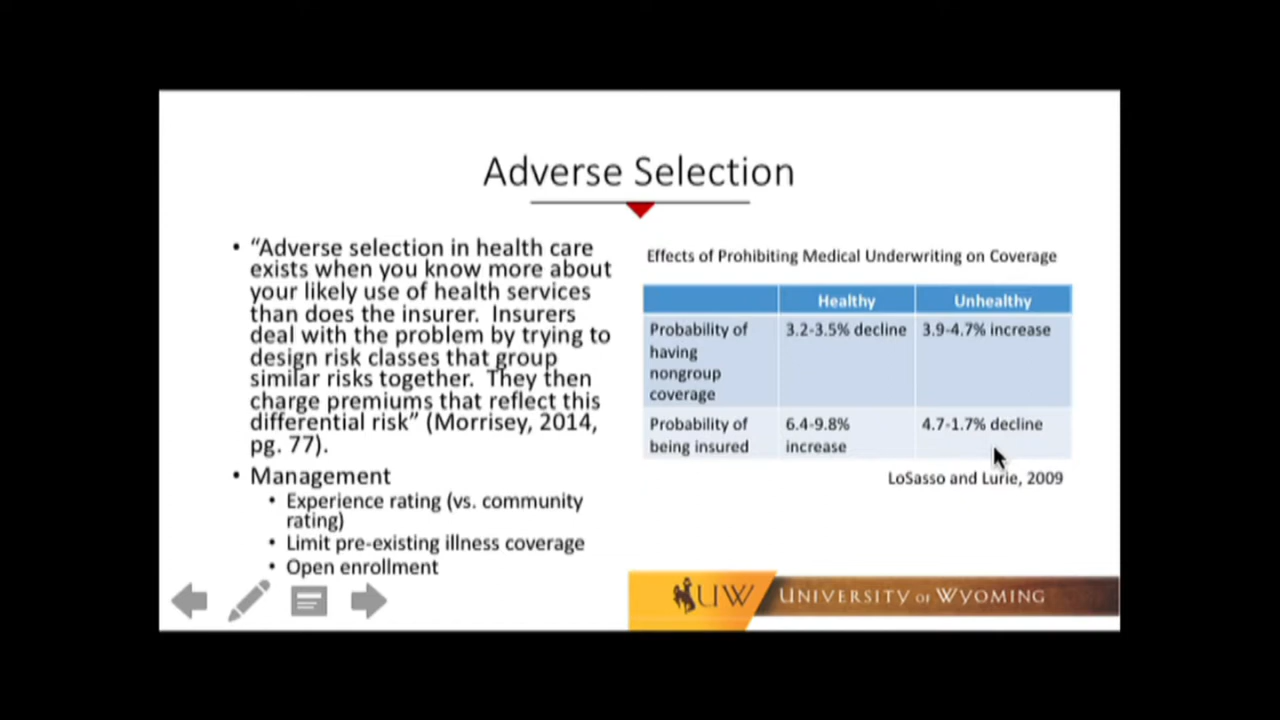 Adverse Selection
• “Adverse selection in health care
exists when you know more about
your likely use of health services
than does the insurer. Insurers
deal with the problem by trying to
design risk classes that group
similar risks together. They then
charge premiums that reflect this
differential risk” (Morrisey, 2014,
pg. 77).
• Management
• Experience rating (vs. community
rating)
• Limit pre-existing illness coverage
• Open enrollment
Effects of Prohibiting Medical Underwriting on Coverage
Healthy Unhealthy
Probability of 3.2-3.5% decline 3.9-4.7% increase
having
nongroup
coverage
Probability of 6.4-9.8% 4.7-1.7% decline
being insured increase
LoSasso and Lurie, 2009
UW UNIVERSITY OF WYOMING